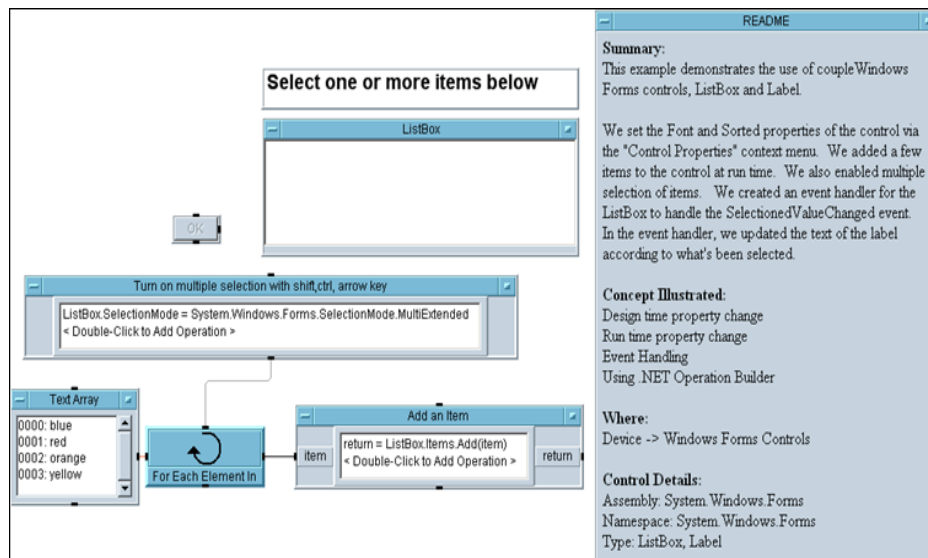 Select one or more items below
ListBox
OK
Turn on multiple selection with shift,ctrl, arrow key
ListBox.SelectionMode = System.Windows.Forms.SelectionMode.MultiExtended
< Double-Click to Add Operation >
Text Array
0000: blue
0001: red
0002: orange
0003: yellow
For Each Element In
Add an Item
item
return = ListBox.Items.Add(item)
< Double-Click to Add Operation >
return
README
Summary:
This example demonstrates the use of coupleWindows
Forms controls, ListBox and Label.
We set the Font and Sorted properties of the control via
the "Control Properties" context menu. We added a few
items to the control at run time. We also enabled multiple
selection of items. We created an event handler for the
ListBox to handle the SelectionedValueChanged event.
In the event handler, we updated the text of the label
according to what's been selected.
Concept Illustrated:
Design time property change
Run time property change
Event Handling
Using .NET Operation Builder
Where:
Device -> Windows Forms Controls
Control Details:
Assembly: System.Windows.Forms
Namespace: System.Windows.Forms
Type: ListBox, Label